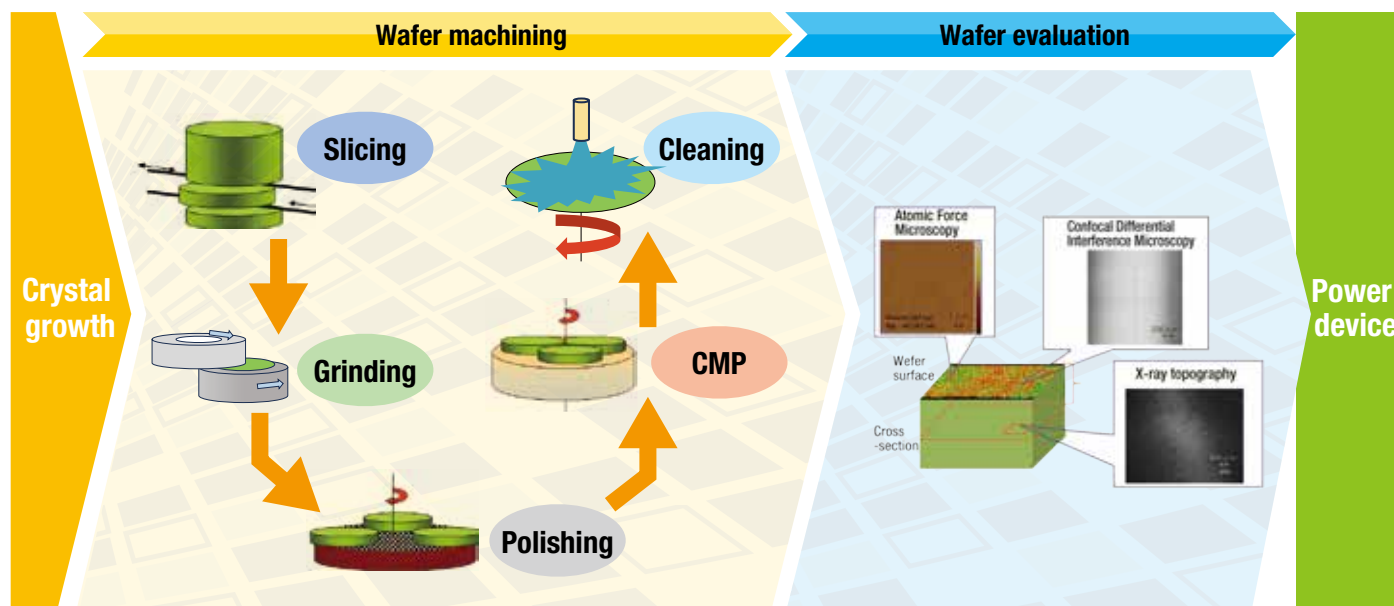 Wafer machining
Wafer evaluation
Crystal
growth
Slicing
Grinding
Polishing
CMP
Cleaning
Atomic Force
Microscopy
Confocal Differential
Interference Microscopy
Wefer
surface
X-ray topography
Cross
-section
Power
device